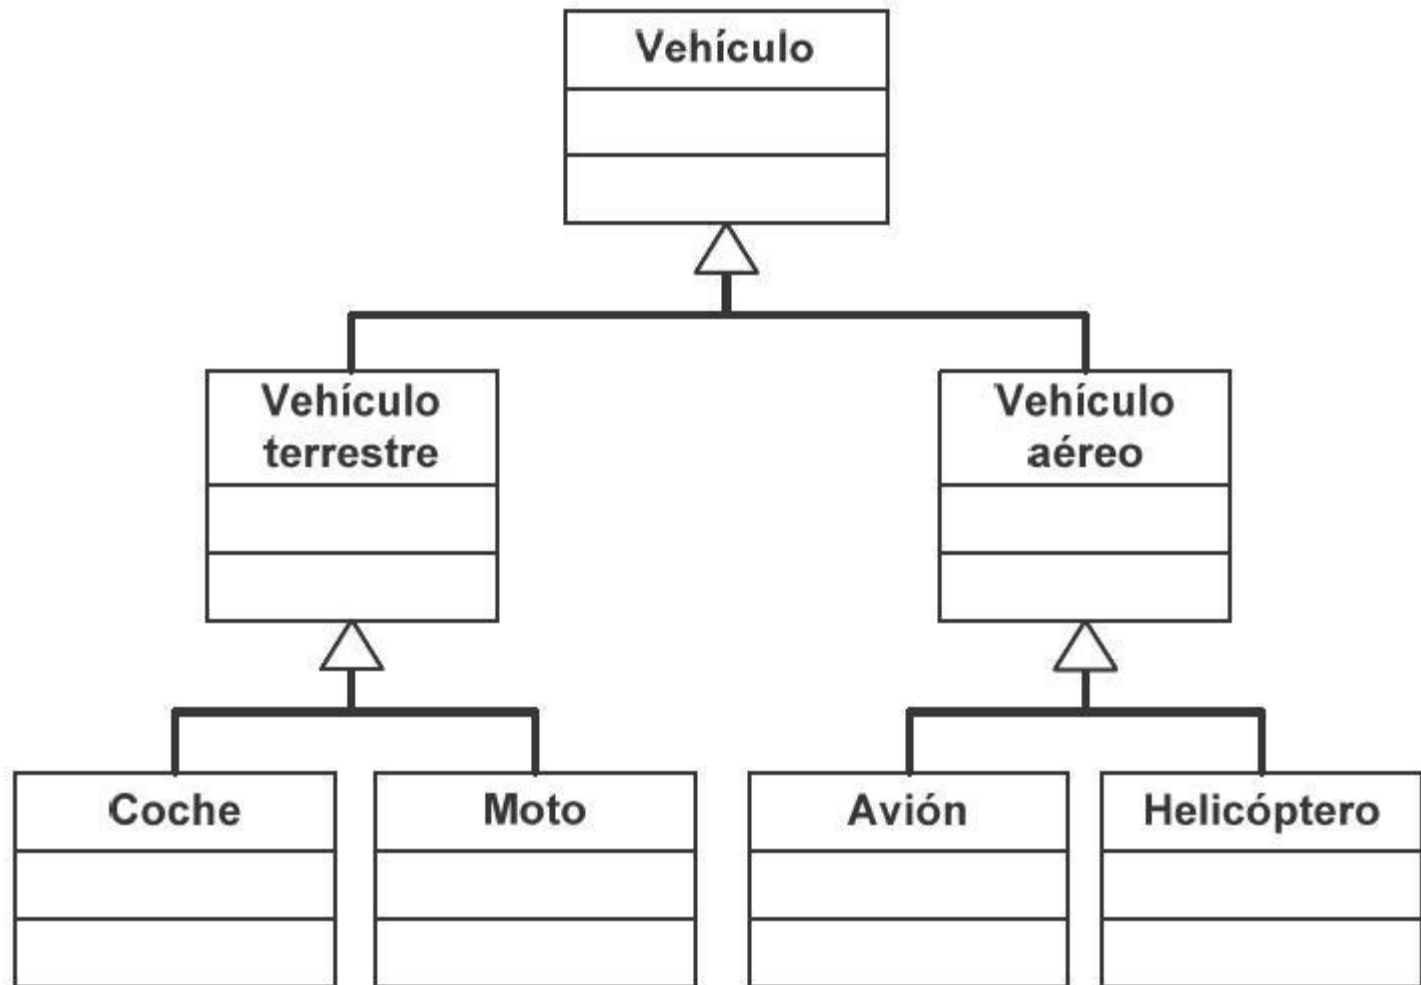 Vehículo
Vehículo
terrestre
Vehículo
aéreo
Coche
Moto
Avión
Helicóptero